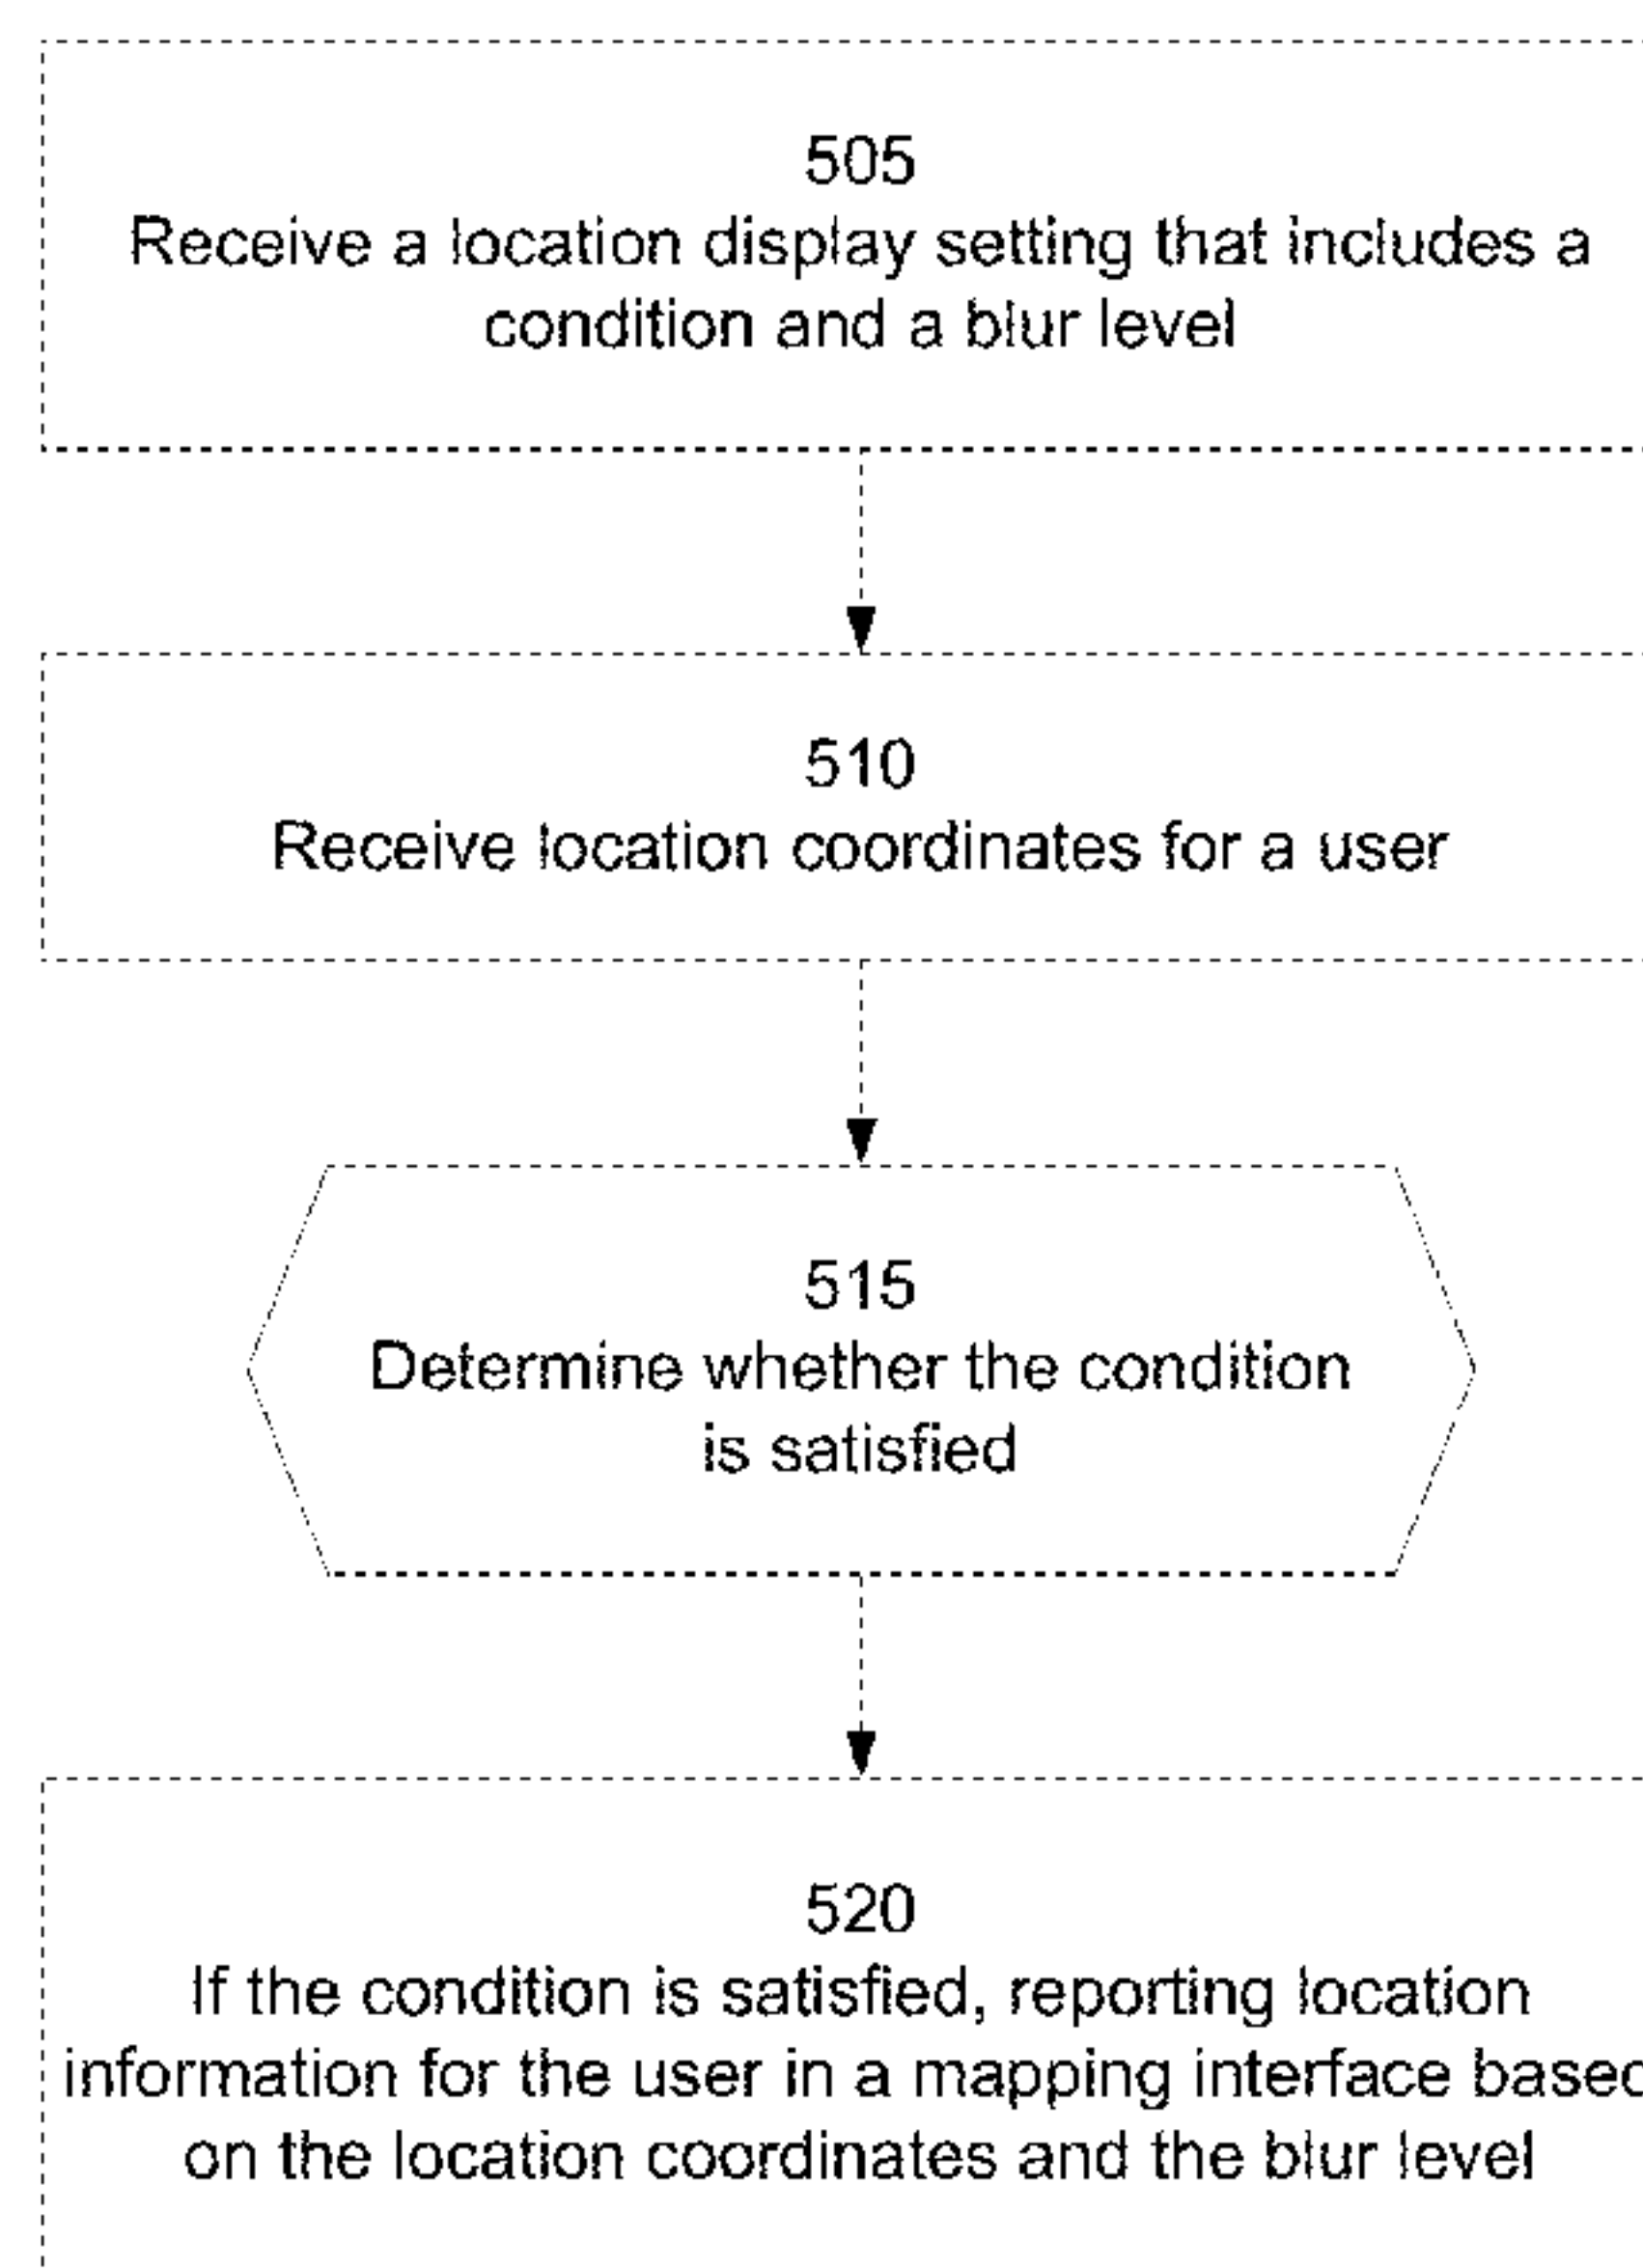 505
Receive a location display setting that includes a
condition and a blur level
510
Receive location coordinates for a user
515
Determine whether the condition
is satisfied
520
If the condition is satisfied, reporting location
information for the user in a mapping interface based
on the location coordinates and the blur level